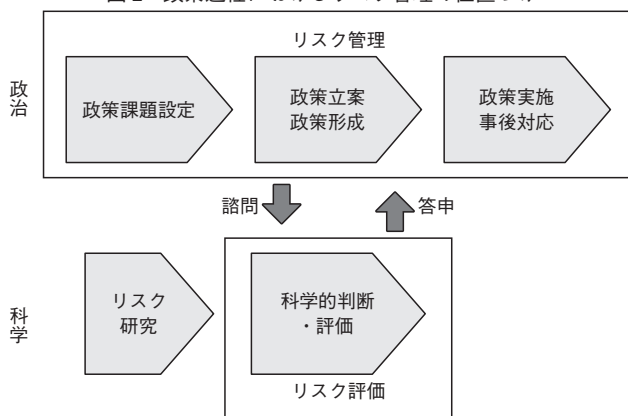 リスク管理
政治
政策課題設定
政策立案
政策形成
政策実施
事後対応
諮問
答申
科学
リスク
研究
科学的判断
・評価
リスク評価